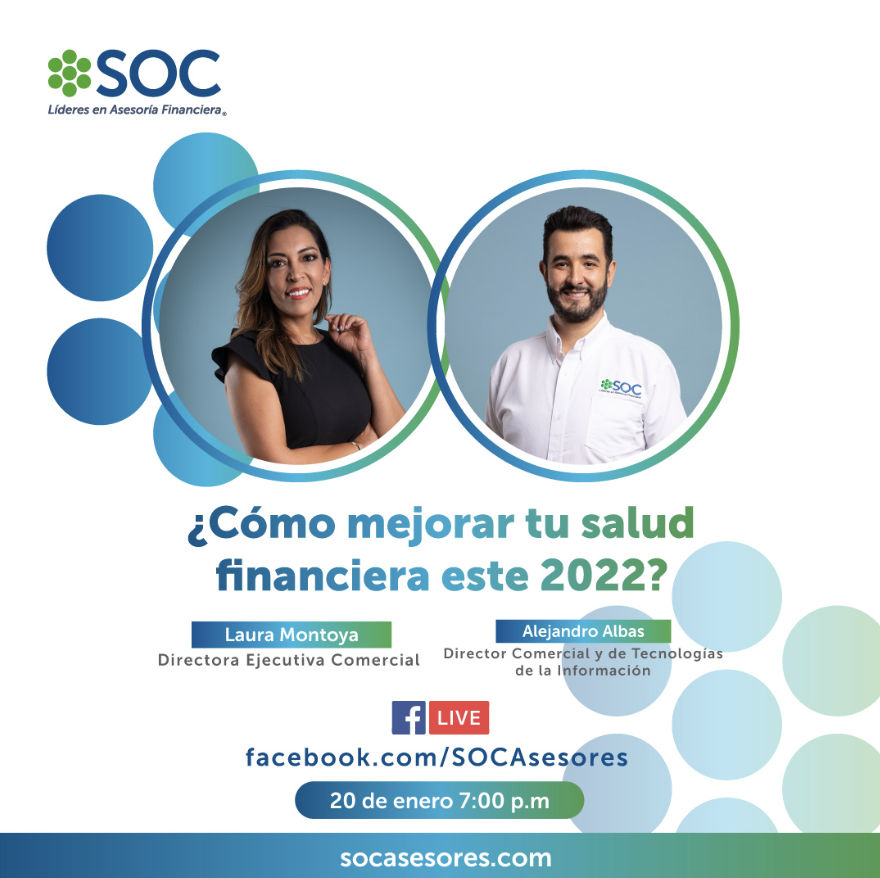 SOC
Líderes en Asesoría Financiera®
SOC
¿Cómo mejorar tu salud
financiera este 2022?
Laura Montoya
Directora Ejecutiva Comercial
Alejandro Albas
Director Comercial y de Tecnologías
de la Información
f LIVE
facebook.com/SOCAsesores
20 de enero 7:00 p.m
socasesores.com